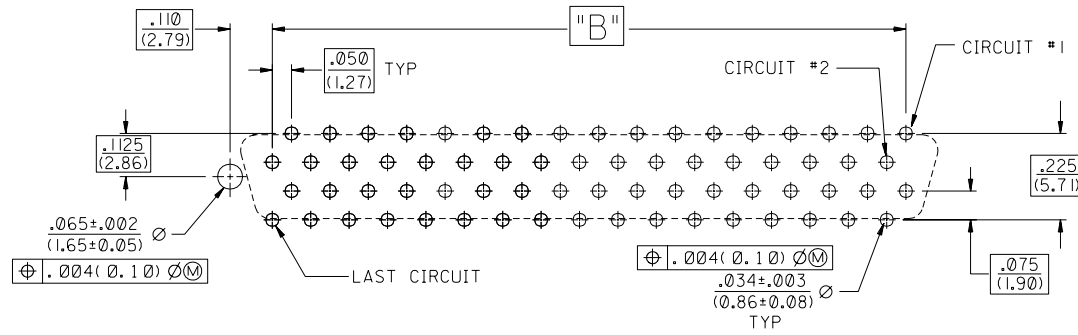 .110
(2.79)
"B"
.050
(1.27)
TYP
CIRCUIT #1
CIRCUIT #2
.1125
(2.86)
.225
(5.71)
.065±.002
(1.65±0.05)
Ø
⌖ .004(0.10)ØⓂ
LAST CIRCUIT
⌖ .004(0.10)ØⓂ
.034±.003
(0.86±0.08)
Ø
TYP
.075
(1.90)